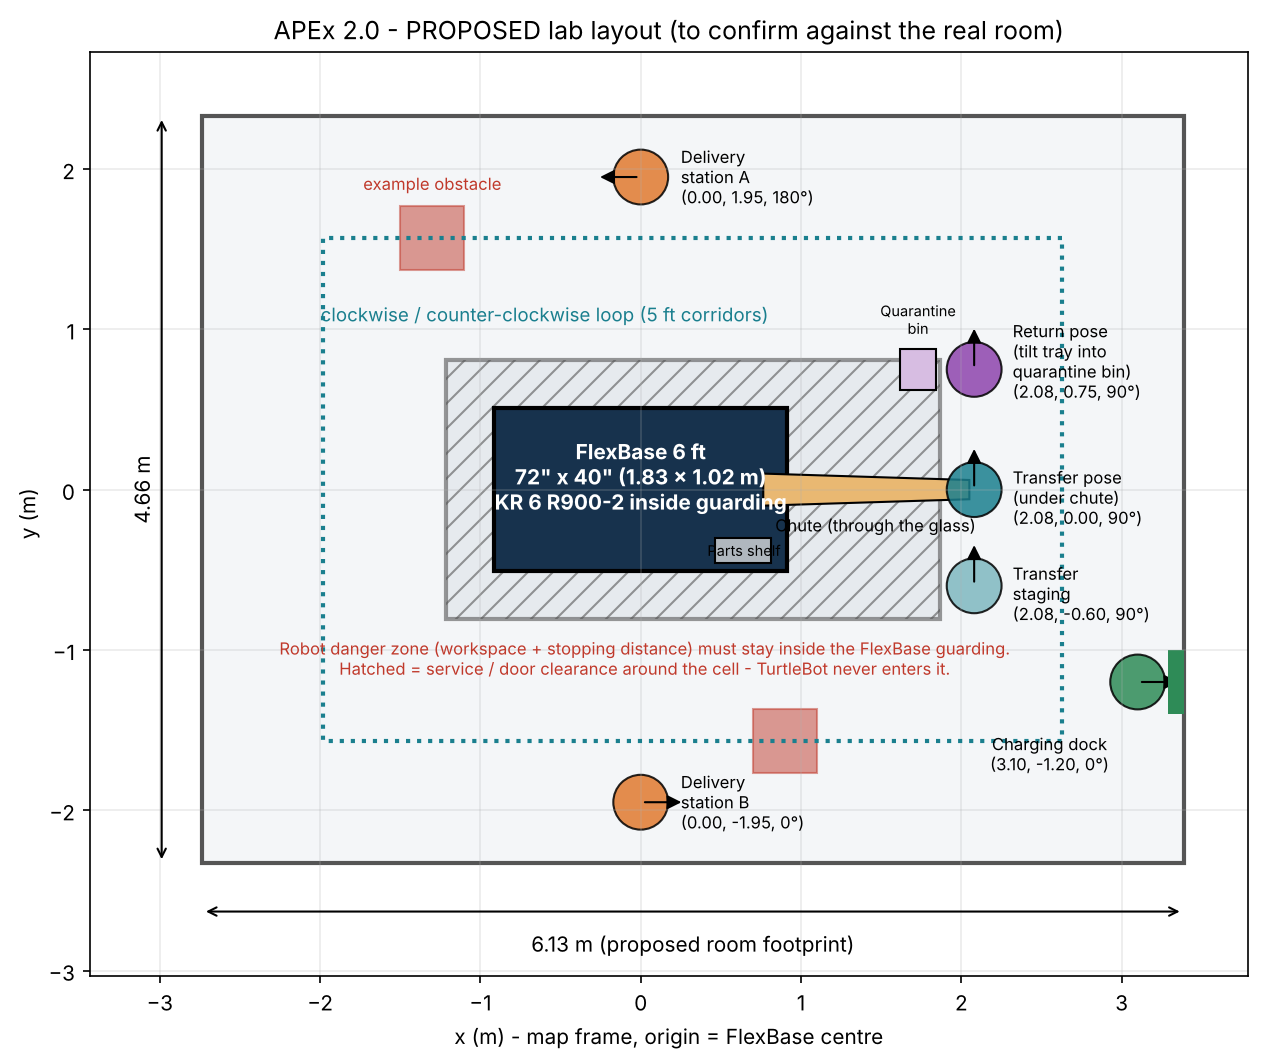 APEx 2.0 - PROPOSED lab layout (to confirm against the real room)
Delivery
station A
(0.00, 1.95, 180°)
example obstacle
clockwise / counter-clockwise loop (5 ft corridors)
Quarantine
bin
Return pose
(tilt tray into
quarantine bin)
(2.08, 0.75, 90°)
FlexBase 6 ft
72" x 40" (1.83 × 1.02 m)
KR 6 R900-2 inside guarding
Transfer pose
(under chute)
(2.08, 0.00, 90°)
Chute (through the glass)
Parts shelf
Transfer
staging
(2.08, -0.60, 90°)
Robot danger zone (workspace + stopping distance) must stay inside the FlexBase guarding.
Hatched = service / door clearance around the cell - TurtleBot never enters it.
Charging dock
(3.10, -1.20, 0°)
Delivery
station B
(0.00, -1.95, 0°)
4.66 m
6.13 m (proposed room footprint)
2
1
0
−1
−2
−3
y (m)
−3
−2
−1
0
1
2
3
x (m) - map frame, origin = FlexBase centre